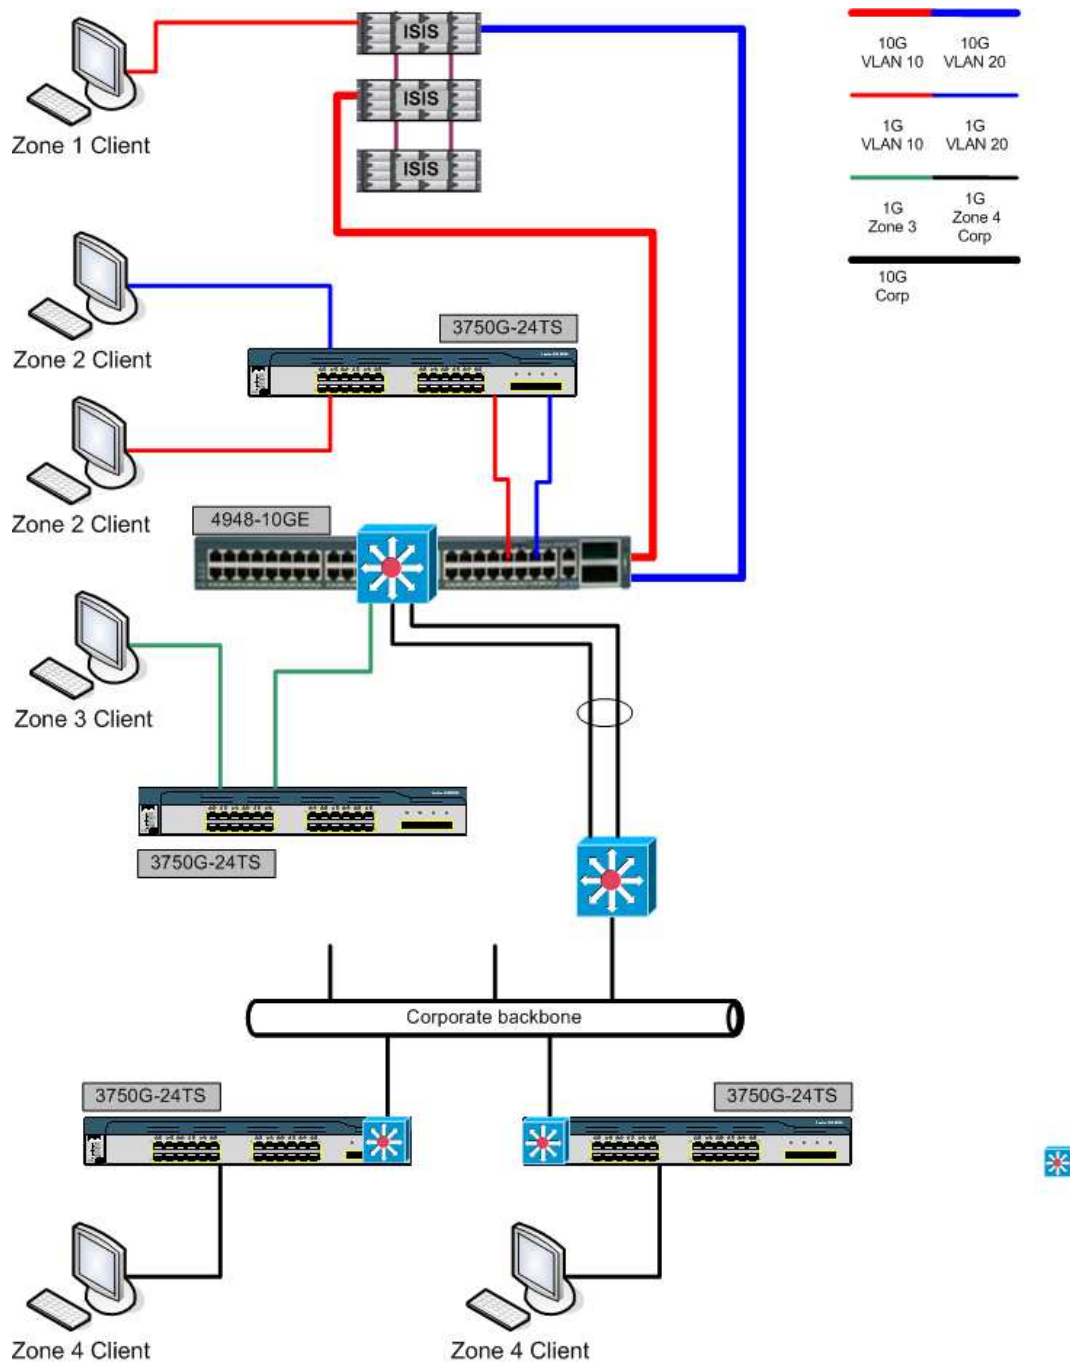 ISIS
ISIS
ISIS
Zone 1 Client
10G
VLAN 10
10G
VLAN 20
1G
VLAN 10
1G
VLAN 20
1G
Zone 3
1G
Zone 4
Corp
10G
Corp
3750G-24TS
Zone 2 Client
4948-10GE
Zone 2 Client
Zone 3 Client
3750G-24TS
Corporate backbone
3750G-24TS
3750G-24TS
Zone 4 Client
Zone 4 Client